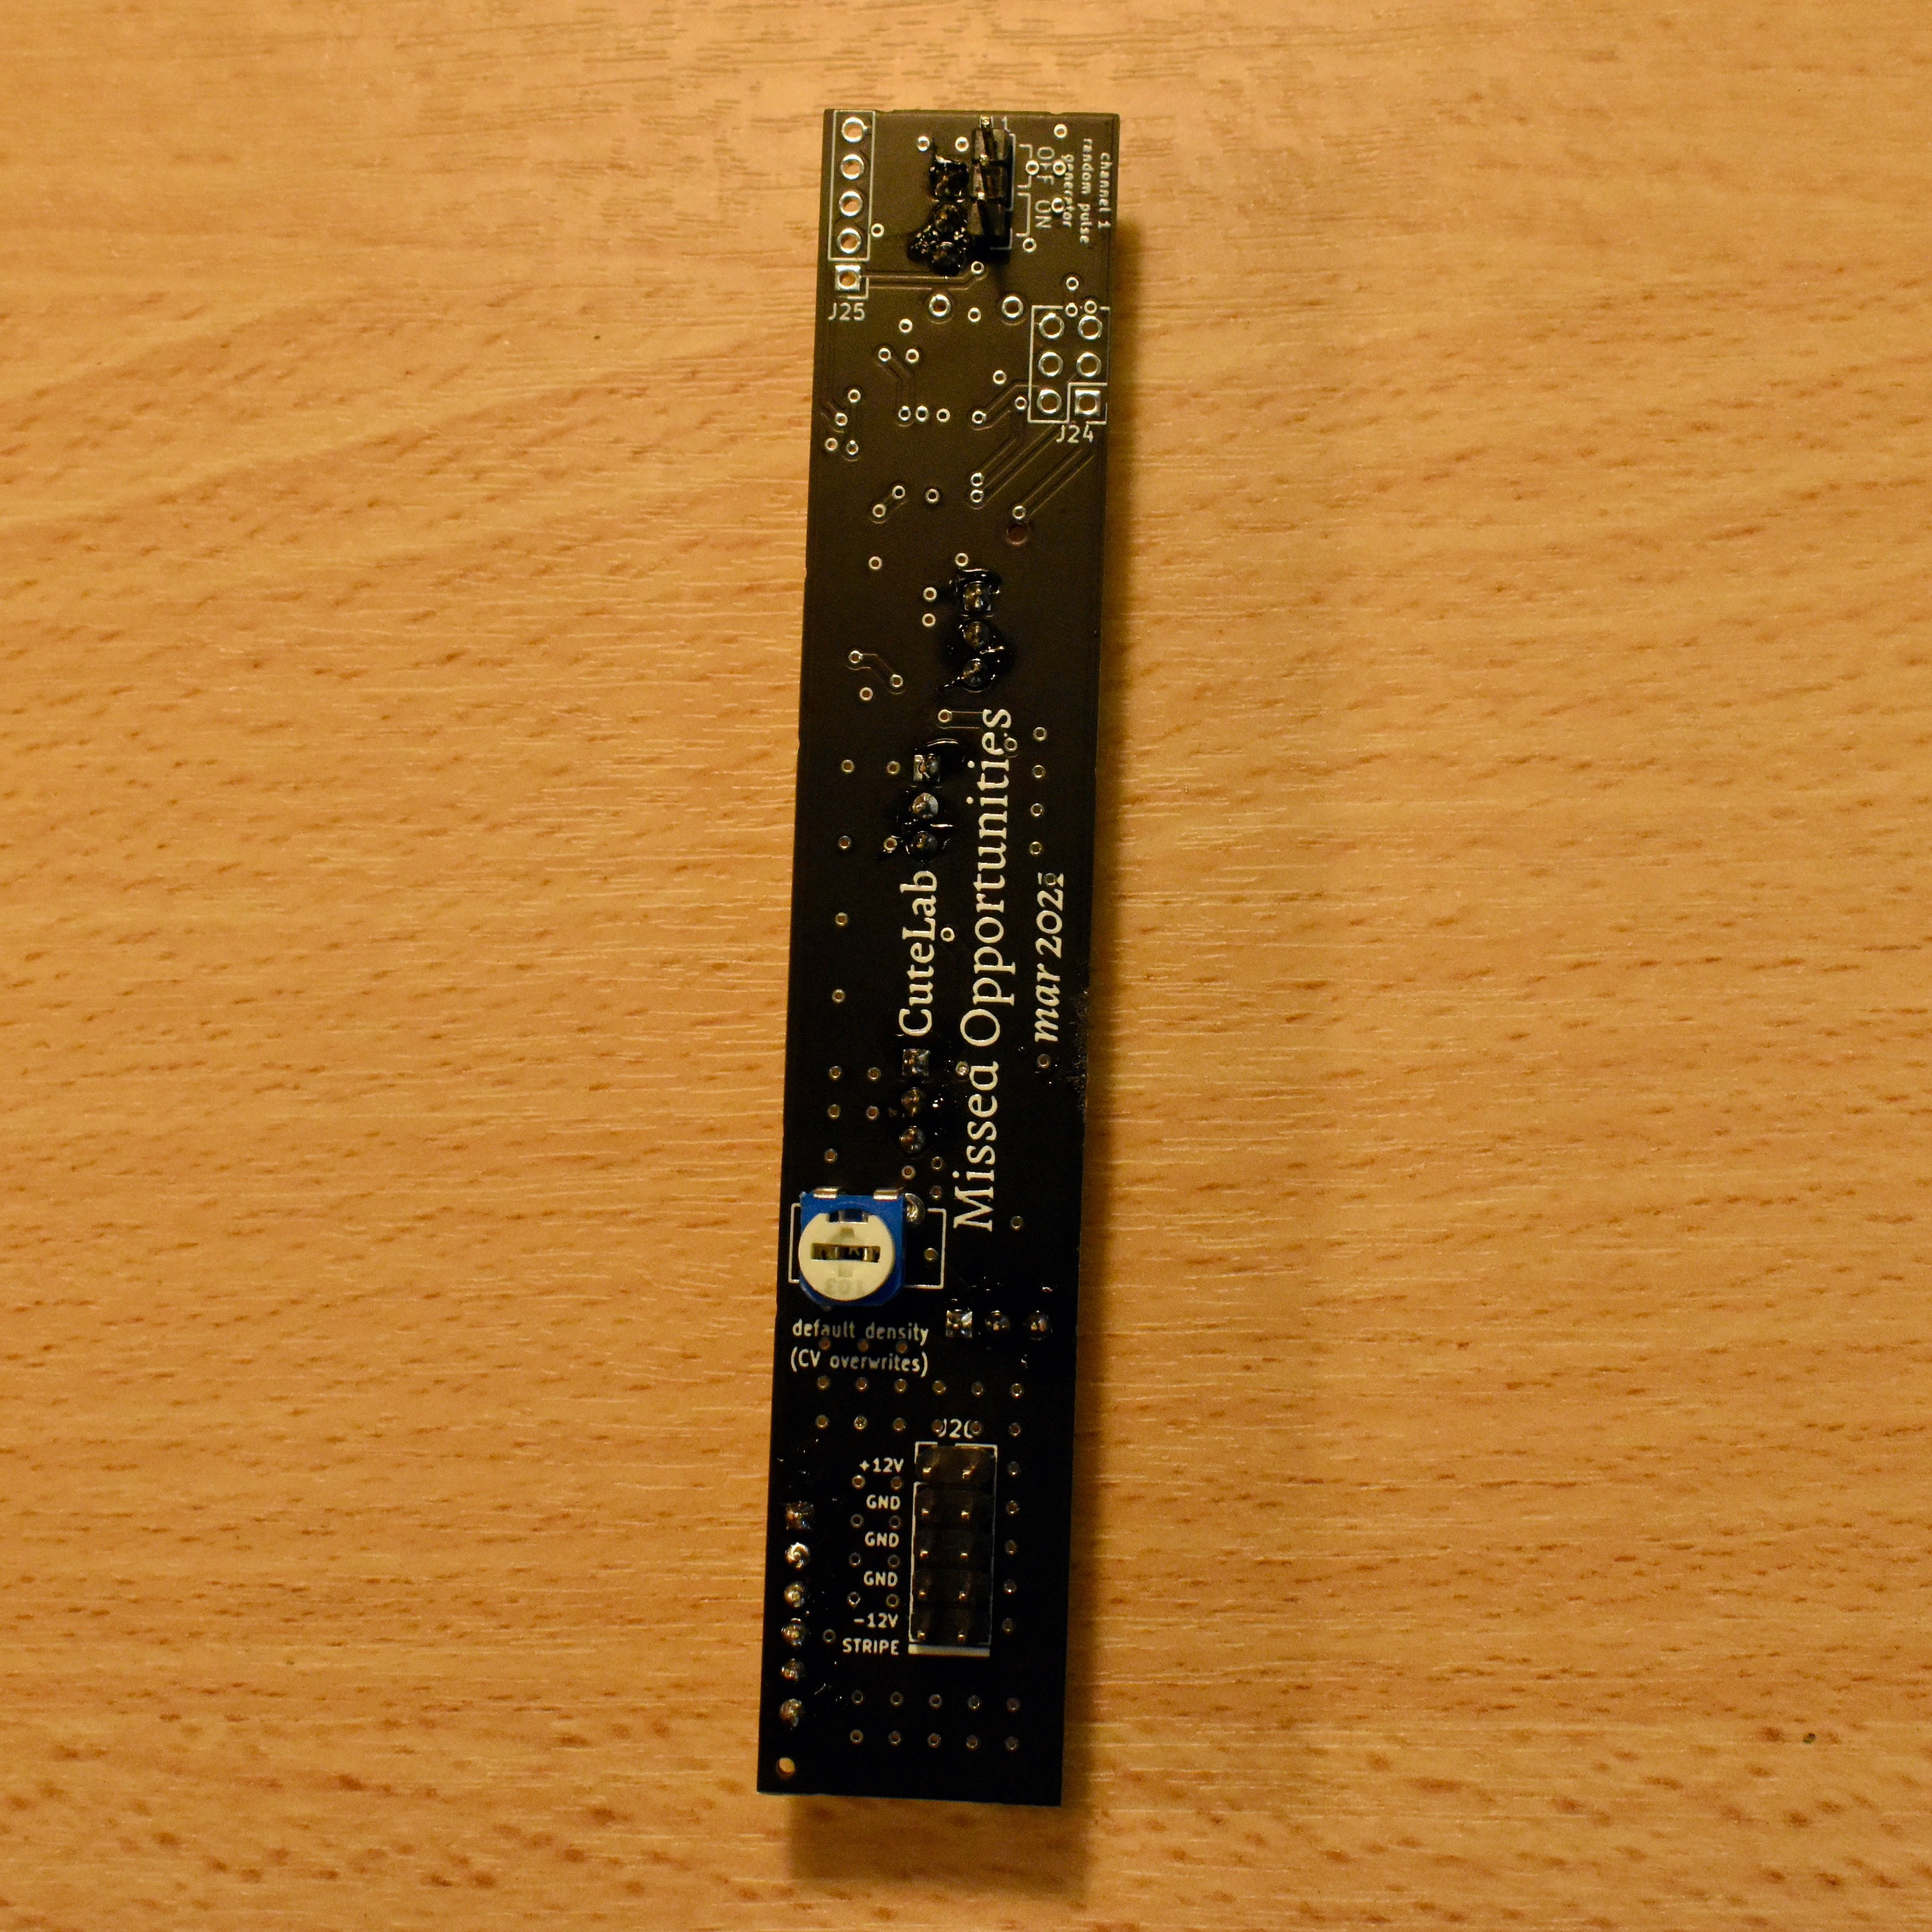 channel 1
random pulse
generator
OFF ON
J25
J24
CuteLab
Missed Opportunities
mar 2021
default density
(CV overwrites)
+12V
GND
GND
GND
-12V
STRIPE